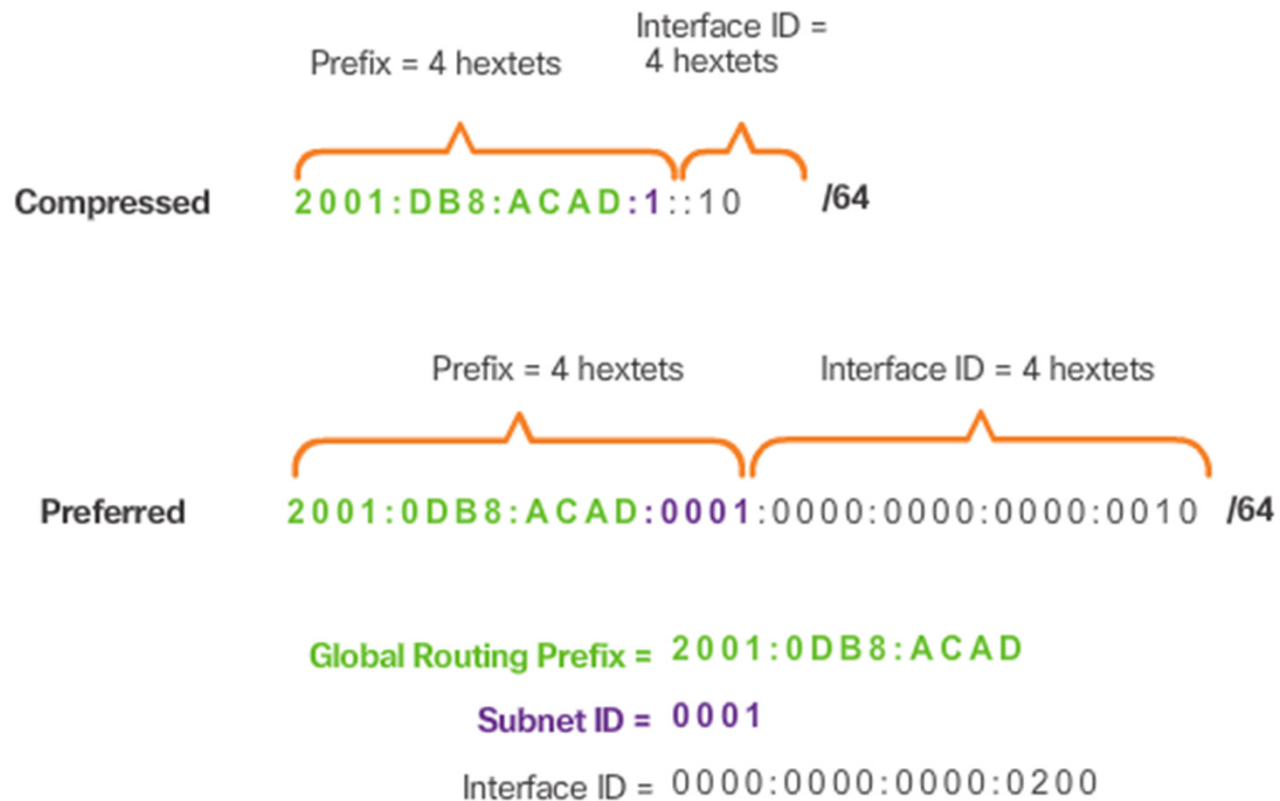 Prefix = 4 hextets
Interface ID =
4 hextets
Compressed 2001:DB8:ACAD:1::10 /64
Prefix = 4 hextets Interface ID = 4 hextets
Preferred 2001:0DB8:ACAD:0001:0000:0000:0000:0010 /64
Global Routing Prefix = 2001:0DB8:ACAD
Subnet ID = 0001
Interface ID = 0000:0000:0000:0200